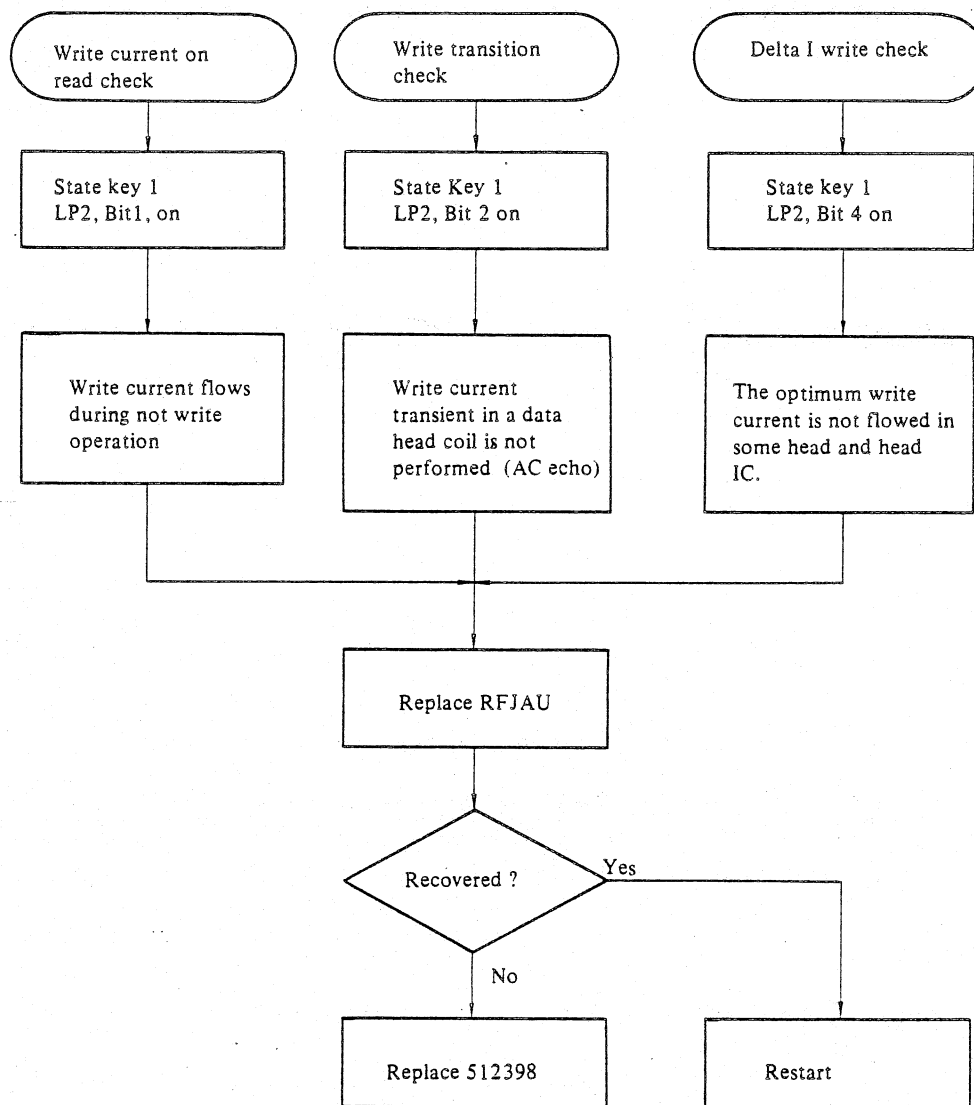 Write current on
read check
Write transition
check
Delta I write check
State key 1
LP2, Bit1, on
State Key 1
LP2, Bit 2 on
State key 1
LP2, Bit 4 on
Write current flows
during not write
operation
Write current
transient in a data
head coil is not
performed (AC echo)
The optimum write
current is not flowed in
some head and head
IC.
Replace RFJAU
Recovered ?
Yes
No
Replace 512398
Restart